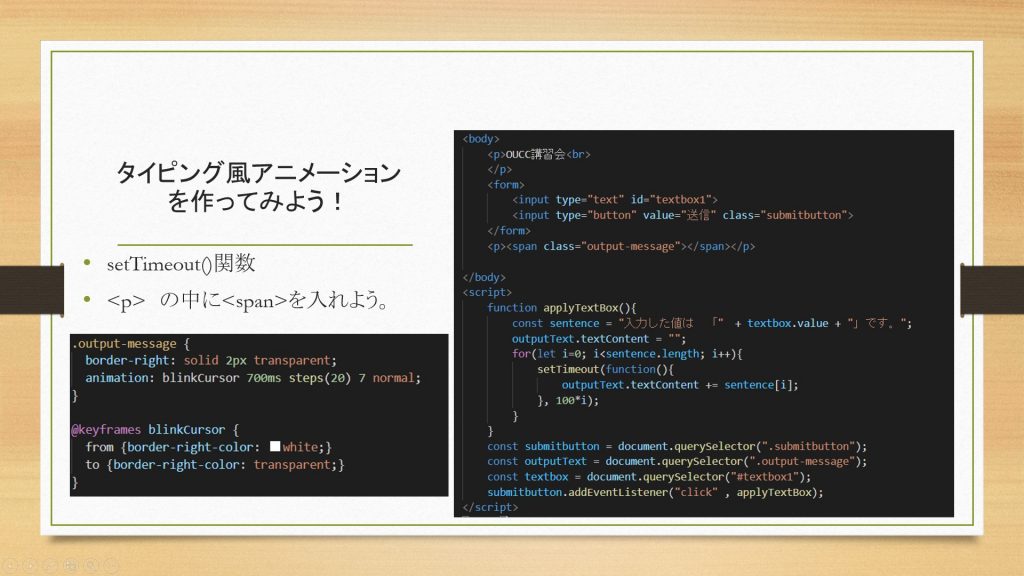 タイピング風アニメーション
を作ってみよう！
• setTimeout()関数
• <p>　の中に<span>を入れよう。
.output-message {
  border-right: solid 2px transparent;
  animation: blinkCursor 700ms steps(20) 7 normal;
}
@keyframes blinkCursor {
  from {border-right-color: white;}
  to {border-right-color: transparent;}
}
<body>
    <p>OUCC講習会<br>
    </p>
    <form>
        <input type="text" id="textbox1">
        <input type="button" value="送信" class="submitbutton">
    </form>
    <p><span class="output-message"></span></p>
</body>
<script>
    function applyTextBox(){
        const sentence = "入力した値は　「" + textbox.value + "」です。";
        outputText.textContent = "";
        for(let i=0; i<sentence.length; i++){
            setTimeout(function(){
                outputText.textContent += sentence[i];
            }, 100*i);
        }
    }
    const submitbutton = document.querySelector(".submitbutton");
    const outputText = document.querySelector(".output-message");
    const textbox = document.querySelector("#textbox1");
    submitbutton.addEventListener("click" , applyTextBox);
</script>